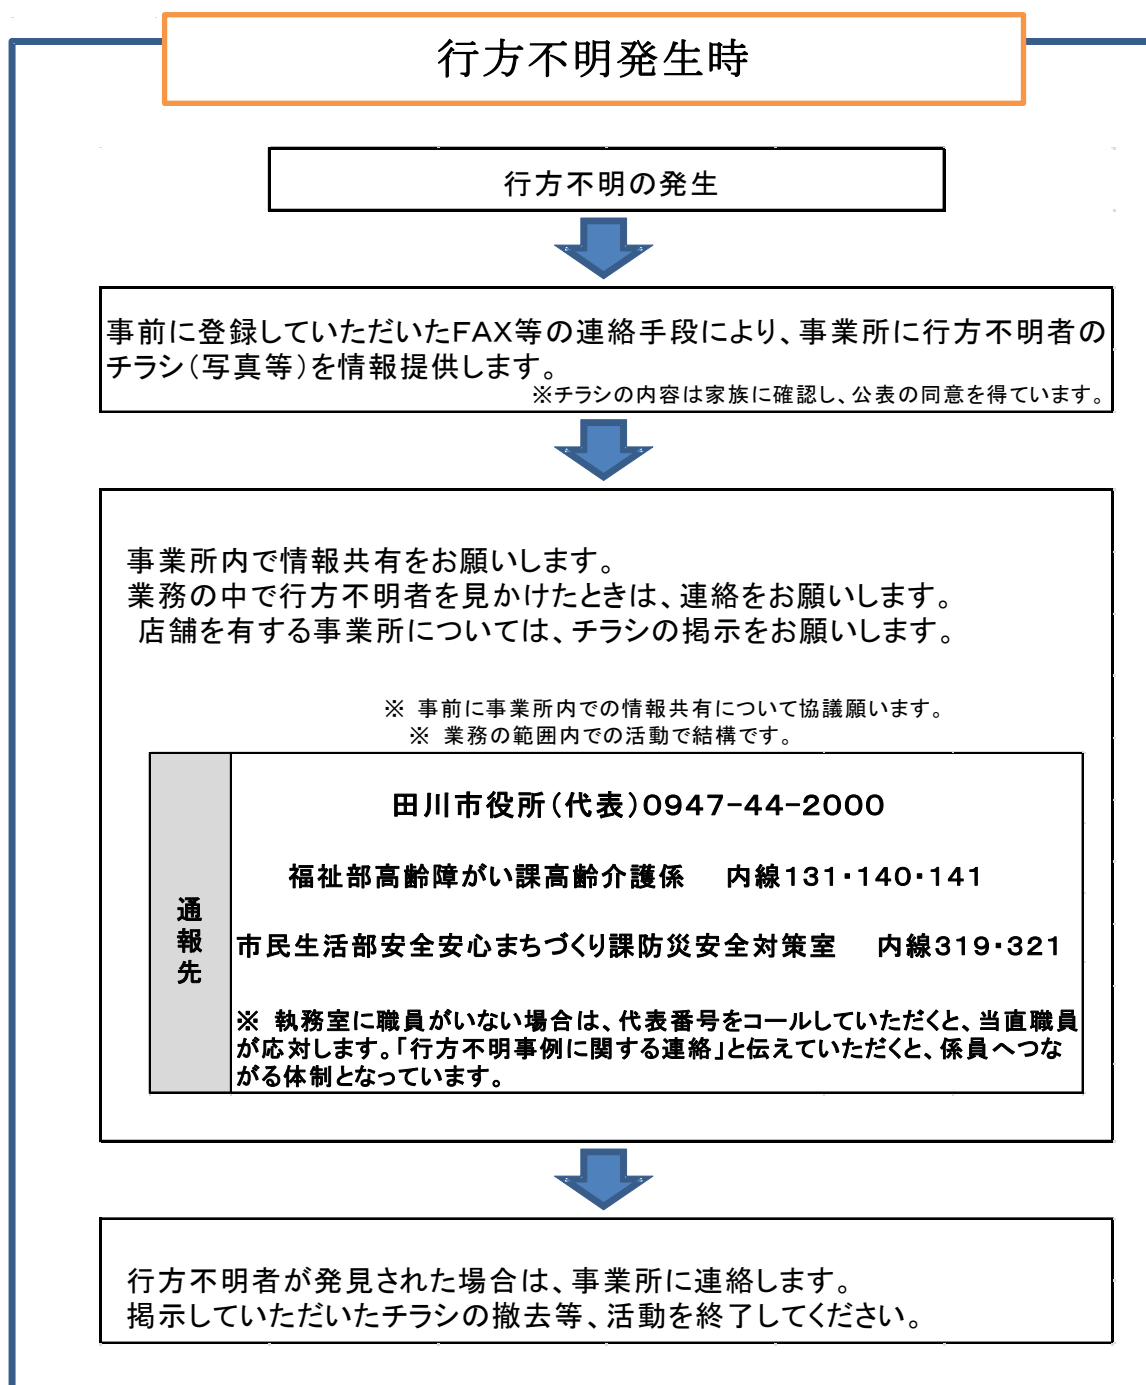 行方不明発生時
行方不明の発生
事前に登録していただいたFAX等の連絡手段により、事業所に行方不明者の
チラシ(写真等)を情報提供します。
※チラシの内容は家族に確認し、公表の同意を得ています。
事業所内で情報共有をお願いします。
業務の中で行方不明者を見かけたときは、連絡をお願いします。
店舗を有する事業所については、チラシの掲示をお願いします。
※ 事前に事業所内での情報共有について協議願います。
※ 業務の範囲内での活動で結構です。
通報先
田川市役所(代表)0947-44-2000
福祉部高齢障がい課高齢介護係 内線131・140・141
市民生活部安全安心まちづくり課防災安全対策室 内線319・321
※ 執務室に職員がいない場合は、代表番号をコールしていただくと、当直職員
が応対します。「行方不明事例に関する連絡」と伝えていただくと、係員へつな
がる体制となっています。
行方不明者が発見された場合は、事業所に連絡します。
掲示していただいたチラシの撤去等、活動を終了してください。